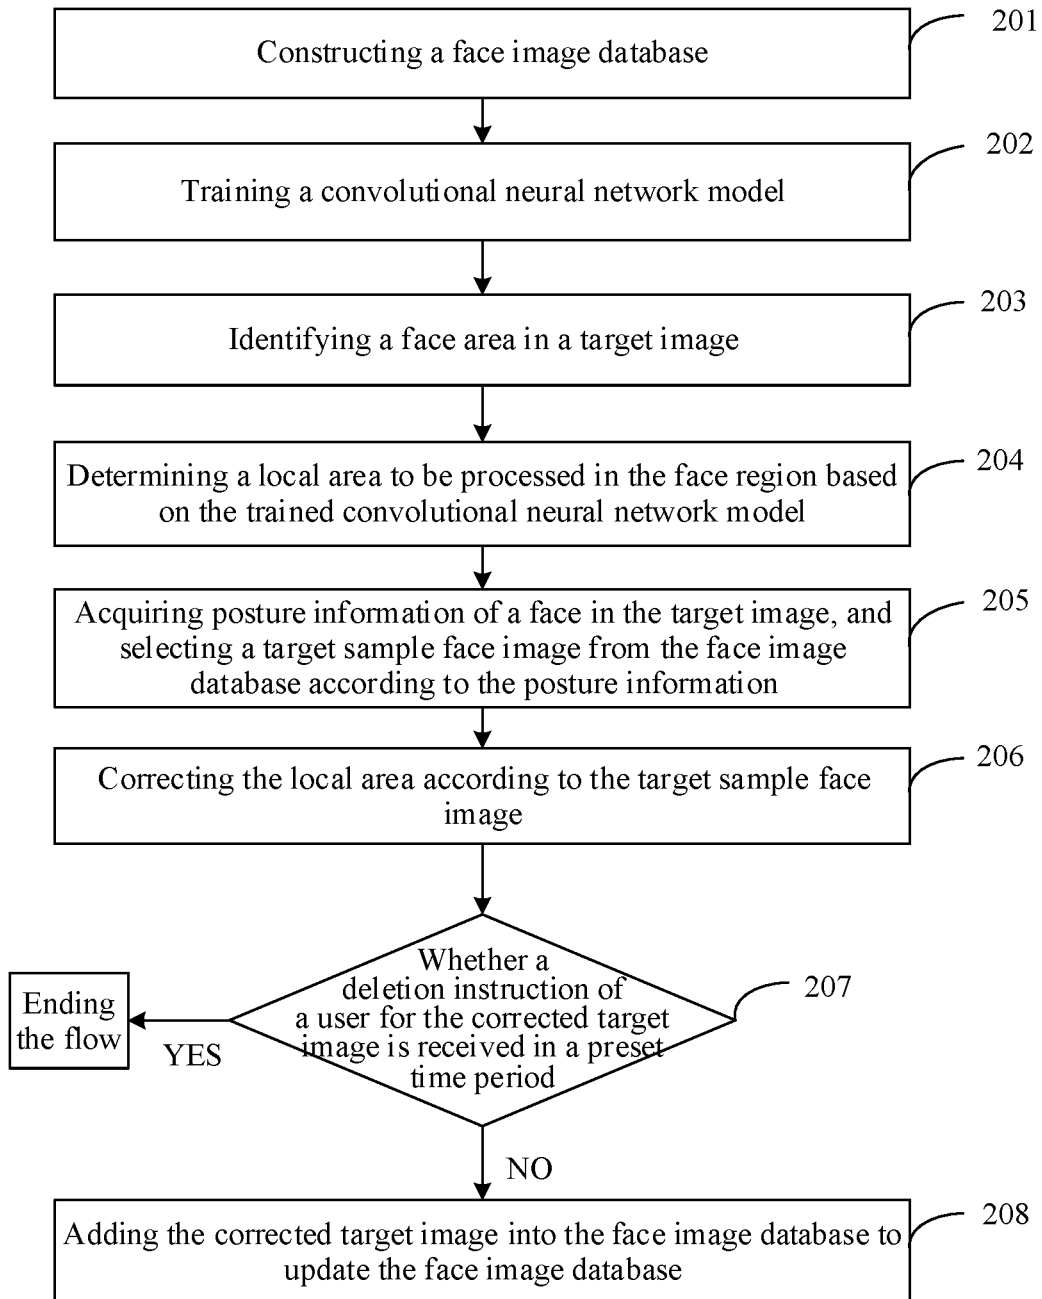 Constructing a face image database
201
Training a convolutional neural network model
202
Identifying a face area in a target image
203
Determining a local area to be processed in the face region based
on the trained convolutional neural network model
204
Acquiring posture information of a face in the target image, and
selecting a target sample face image from the face image
database according to the posture information
205
Correcting the local area according to the target sample face
image
206
Whether a
deletion instruction of
a user for the corrected target
image is received in a preset
time period
207
Ending
the flow
YES
NO
Adding the corrected target image into the face image database to
update the face image database
208